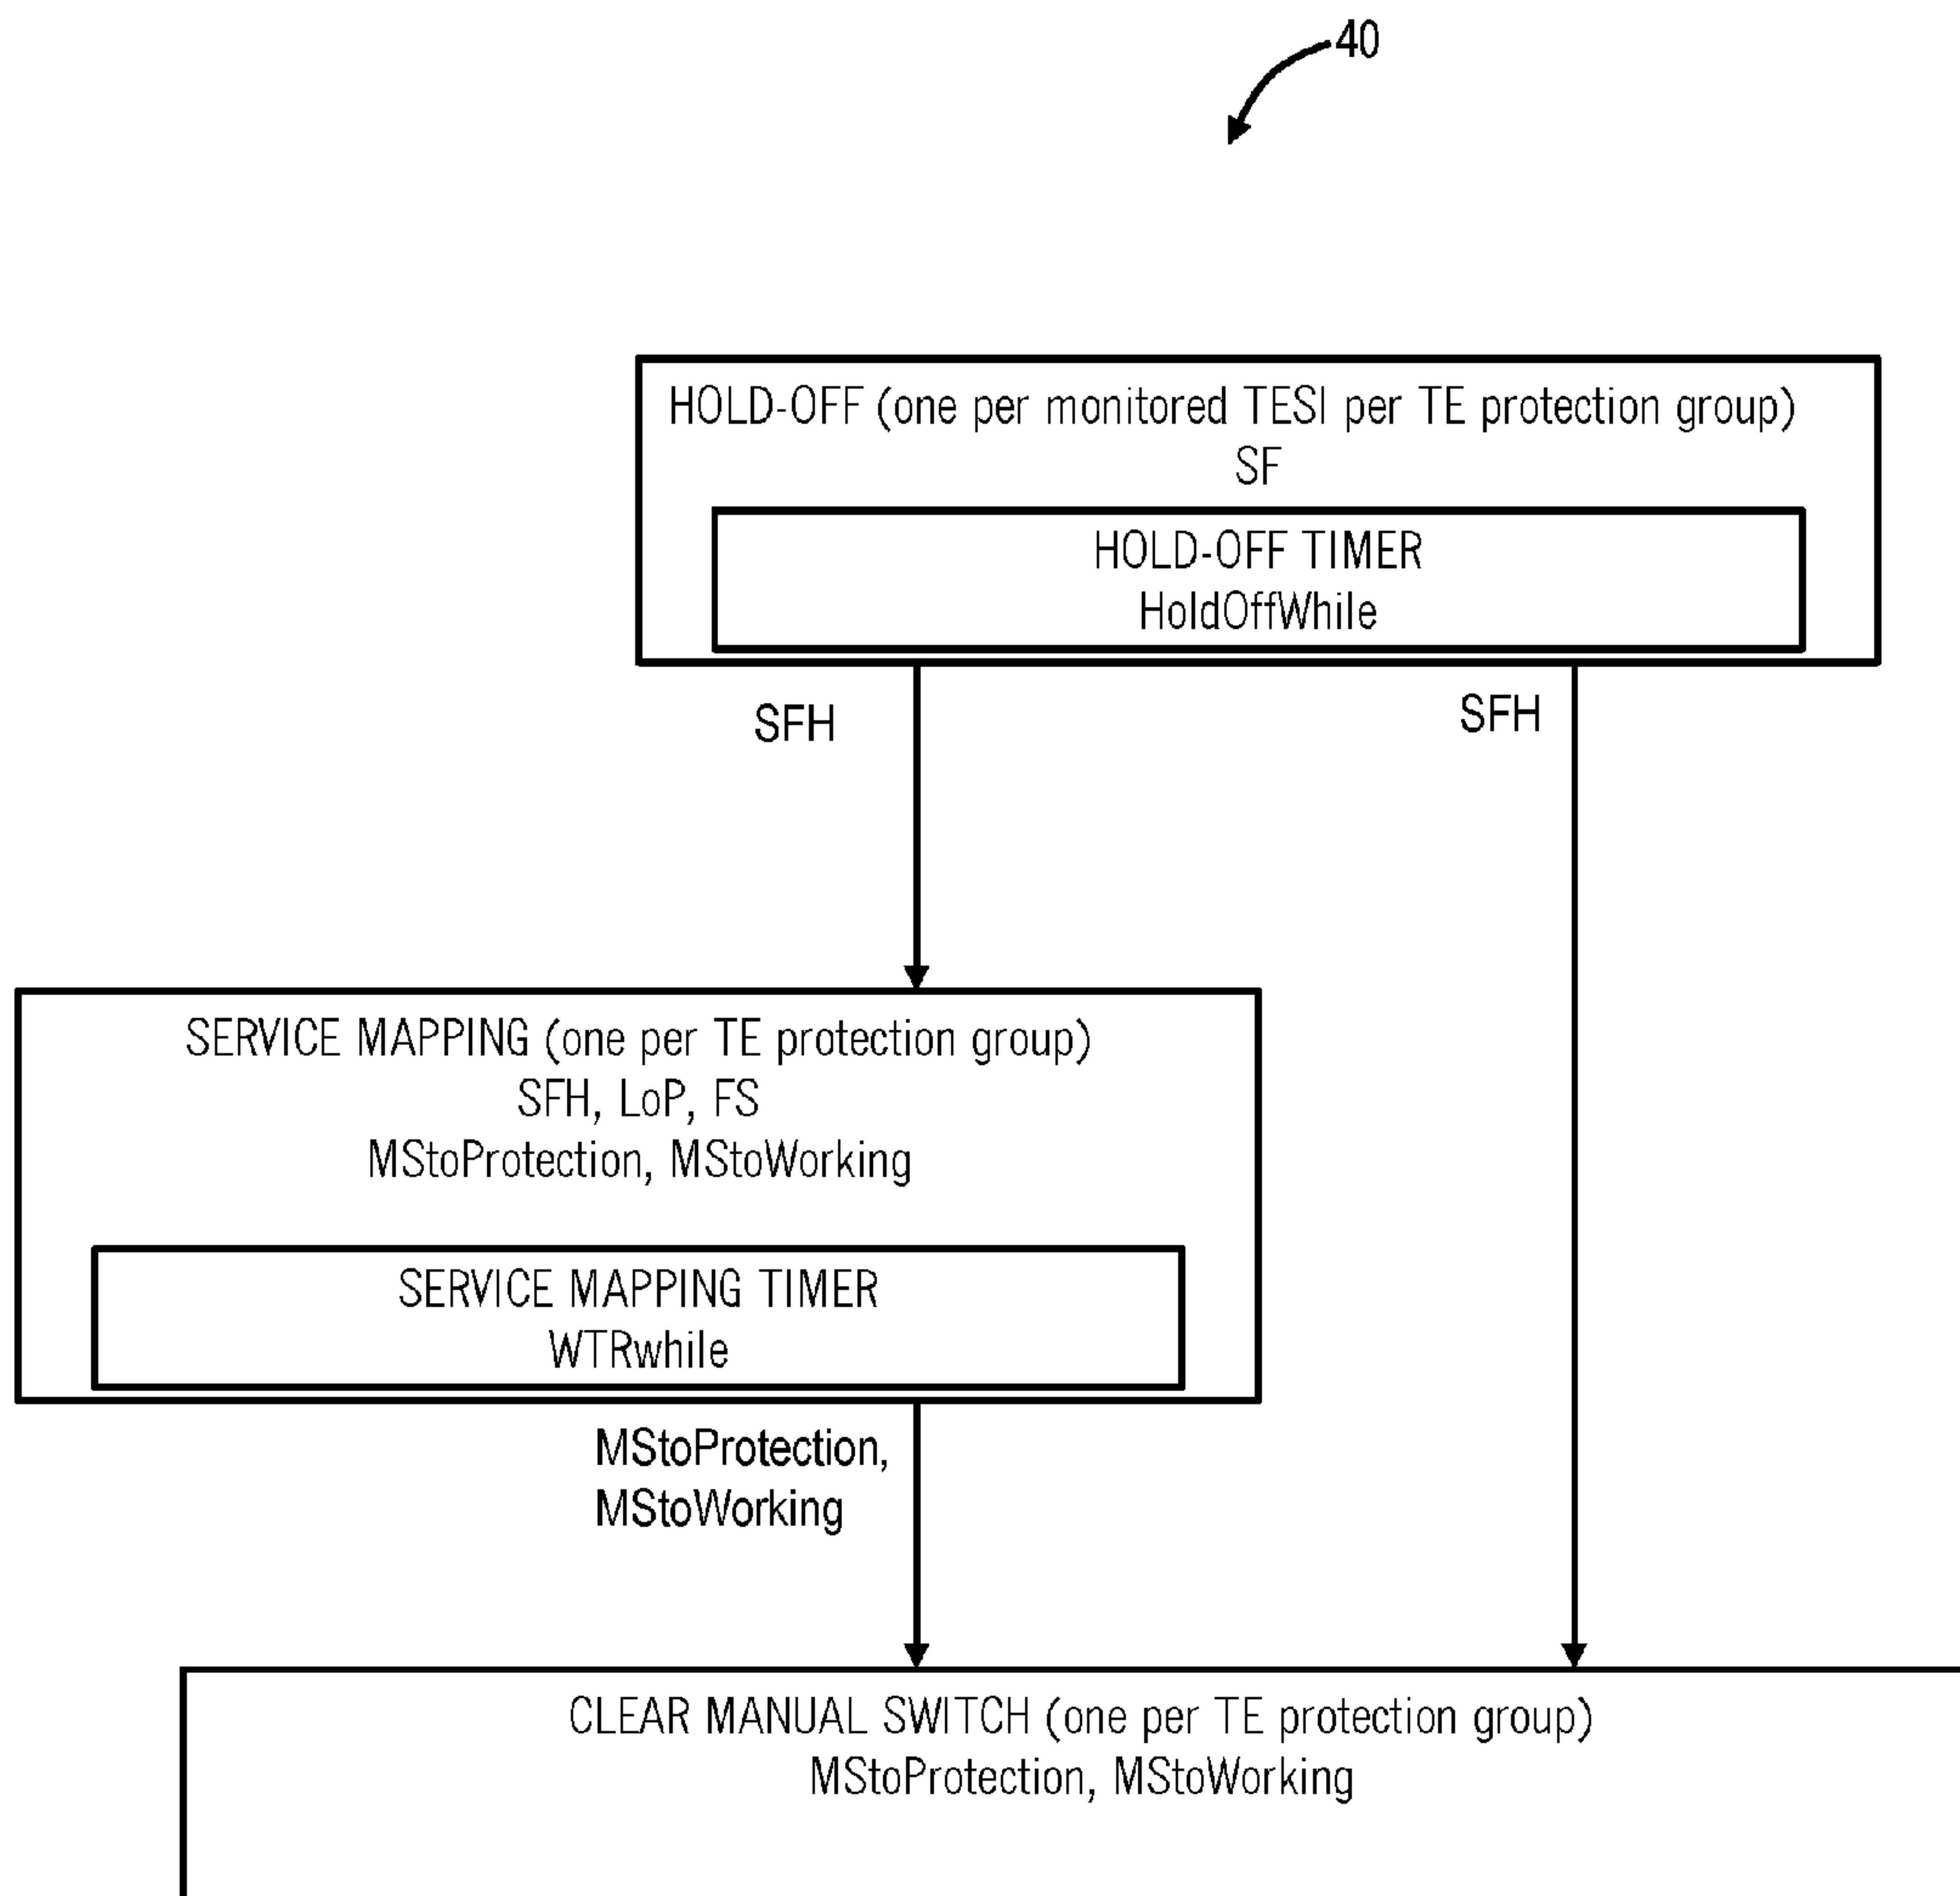 40
HOLD-OFF (one per monitored TESI per TE protection group)
SF
HOLD-OFF TIMER
HoldOffWhile
SFH
SFH
SERVICE MAPPING (one per TE protection group)
SFH, LoP, FS
MStoProtection, MStoWorking
SERVICE MAPPING TIMER
WTRwhile
MStoProtection,
MStoWorking
CLEAR MANUAL SWITCH (one per TE protection group)
MStoProtection, MStoWorking